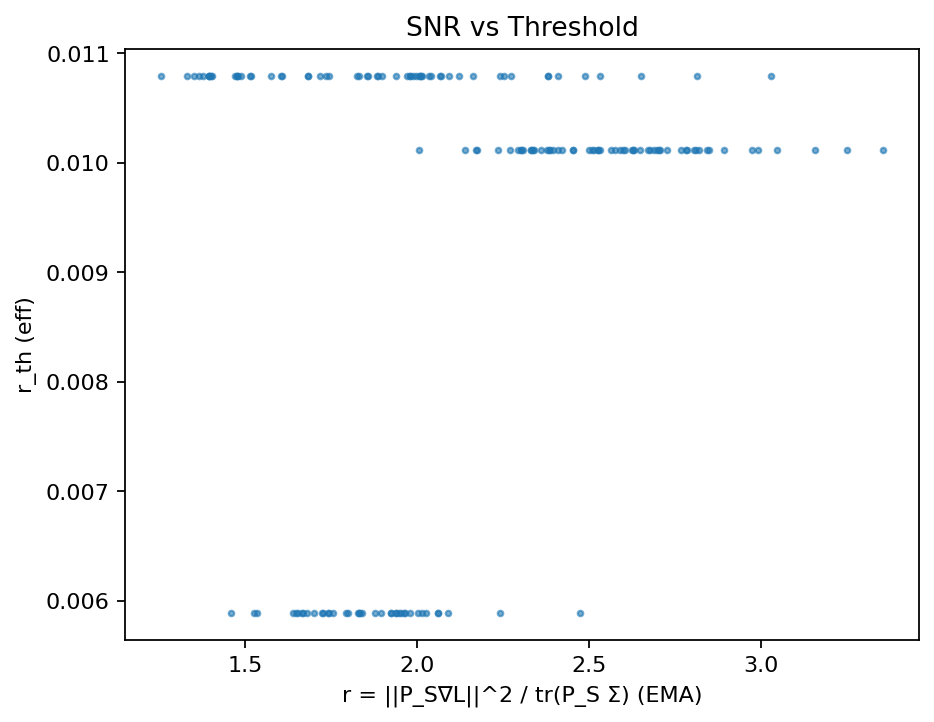 SNR vs Threshold
0.011
0.010
0.009
0.008
0.007
0.006
r_th (eff)
1.5 2.0 2.5 3.0
r = ||P_S∇L||^2 / tr(P_S Σ) (EMA)